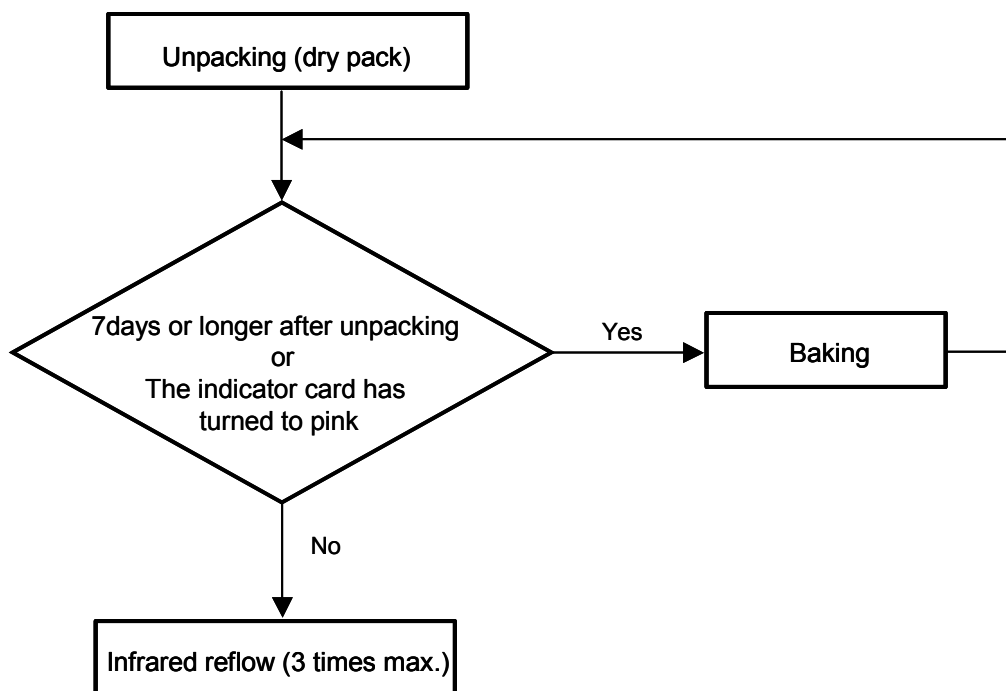 Unpacking (dry pack)
7days or longer after unpacking
or
The indicator card has
turned to pink
Yes
Baking
No
Infrared reflow (3 times max.)